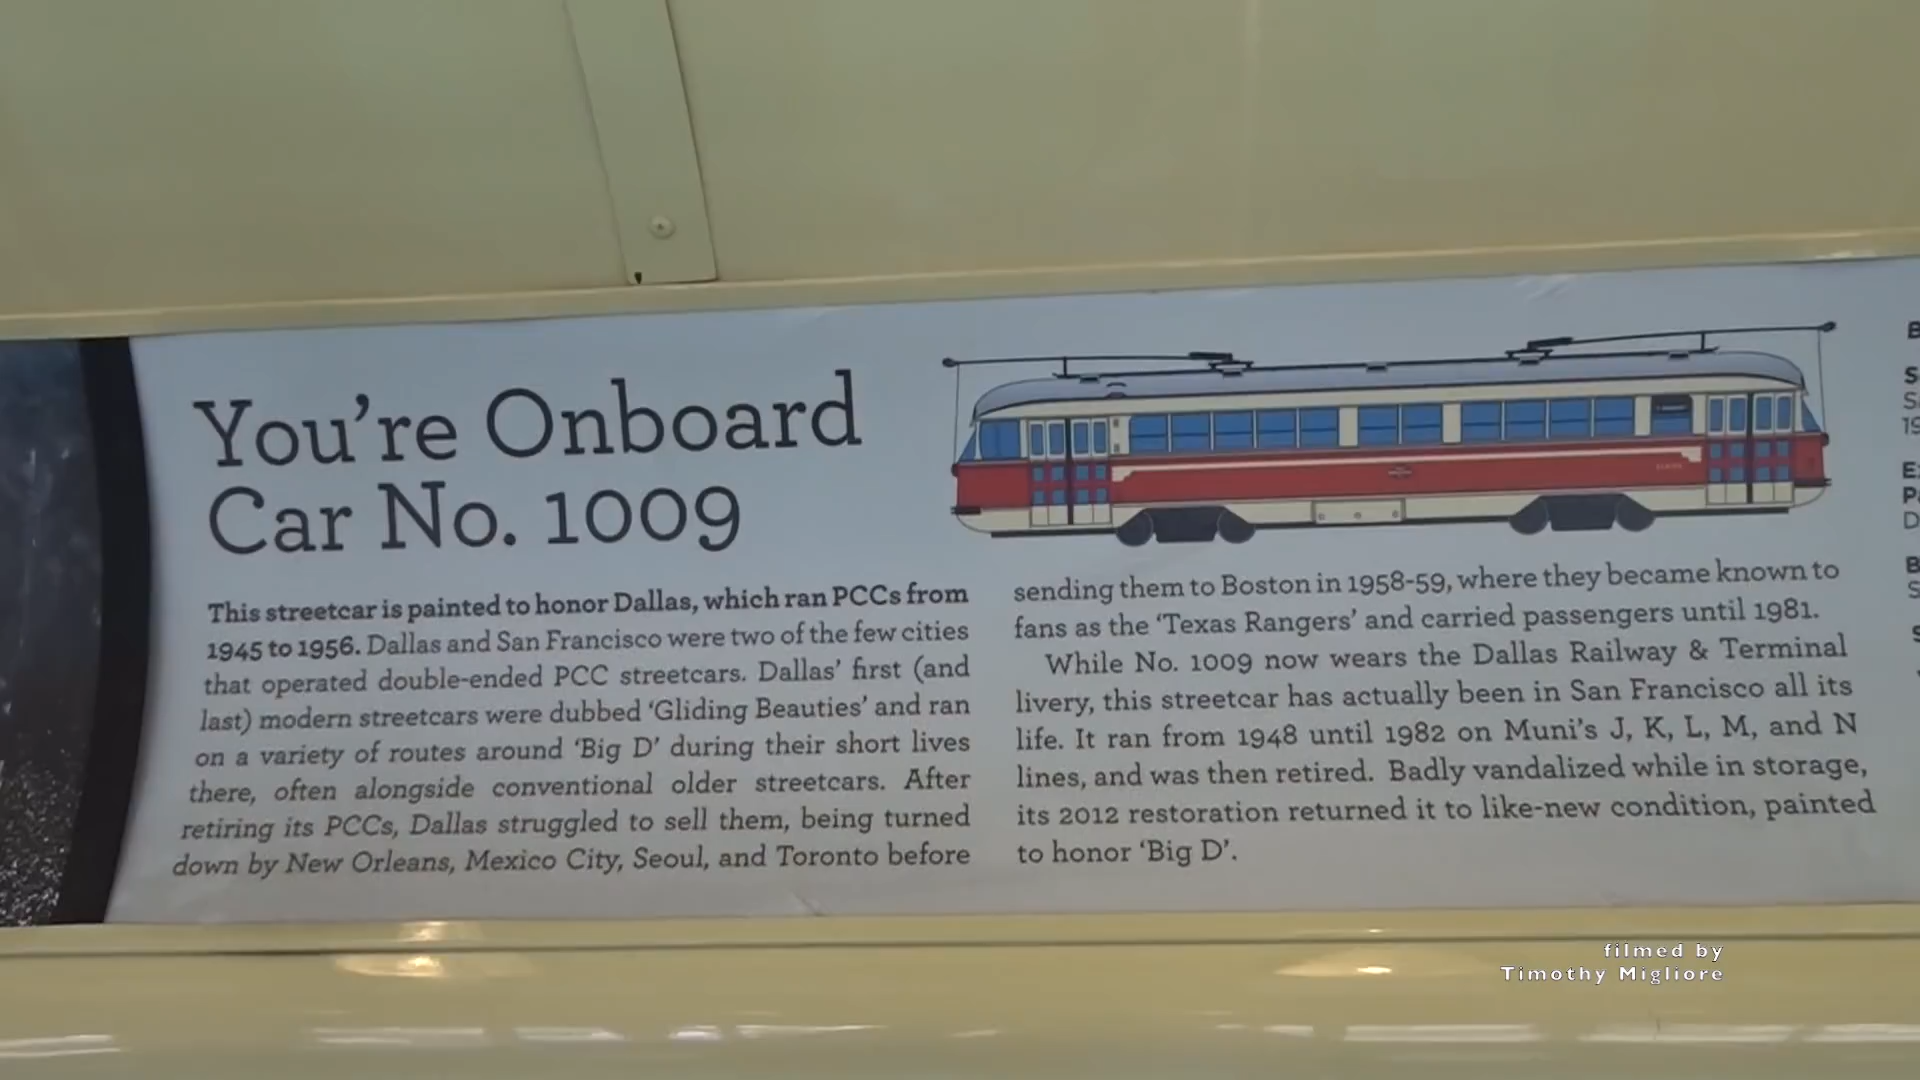 You're Onboard
Car No. 1009
This streetcar is painted to honor Dallas, which ran PCCs from
1945 to 1956. Dallas and San Francisco were two of the few cities
that operated double-ended PCC streetcars. Dallas' first (and
last) modern streetcars were dubbed 'Gliding Beauties' and ran
on a variety of routes around 'Big D' during their short lives
there, often alongside conventional older streetcars. After
retiring its PCCs, Dallas struggled to sell them, being turned
down by New Orleans, Mexico City, Seoul, and Toronto before
sending them to Boston in 1958-59, where they became known to
fans as the 'Texas Rangers' and carried passengers until 1981.
While No. 1009 now wears the Dallas Railway & Terminal
livery, this streetcar has actually been in San Francisco all its
life. It ran from 1948 until 1982 on Muni's J, K, L, M, and N
lines, and was then retired. Badly vandalized while in storage,
its 2012 restoration returned it to like-new condition, painted
to honor 'Big D'.
filmed by
Timothy Migliore